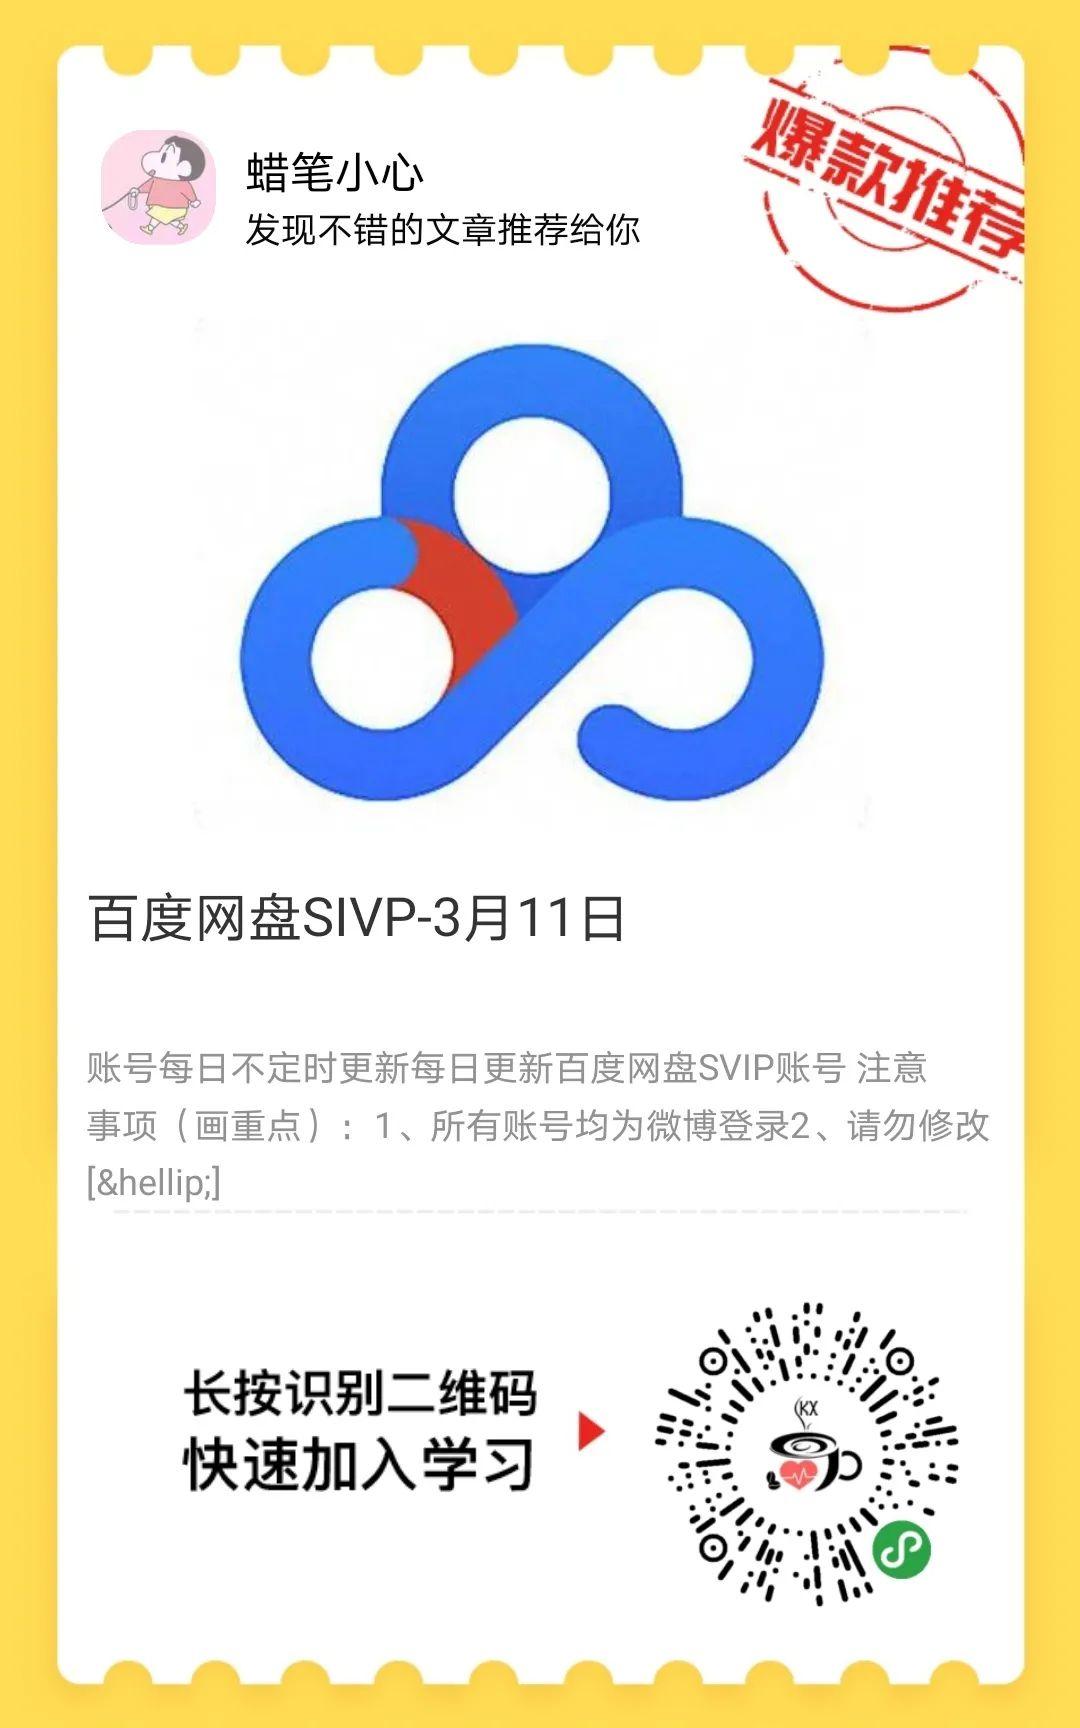 爆款推荐
蜡笔小心
发现不错的文章推荐给你
百度网盘SIVP-3月11日
账号每日不定时更新每日更新百度网盘SVIP账号 注意
事项（画重点）：1、所有账号均为微博登录2、请勿修改
[&hellip;]
长按识别二维码
快速加入学习
KX